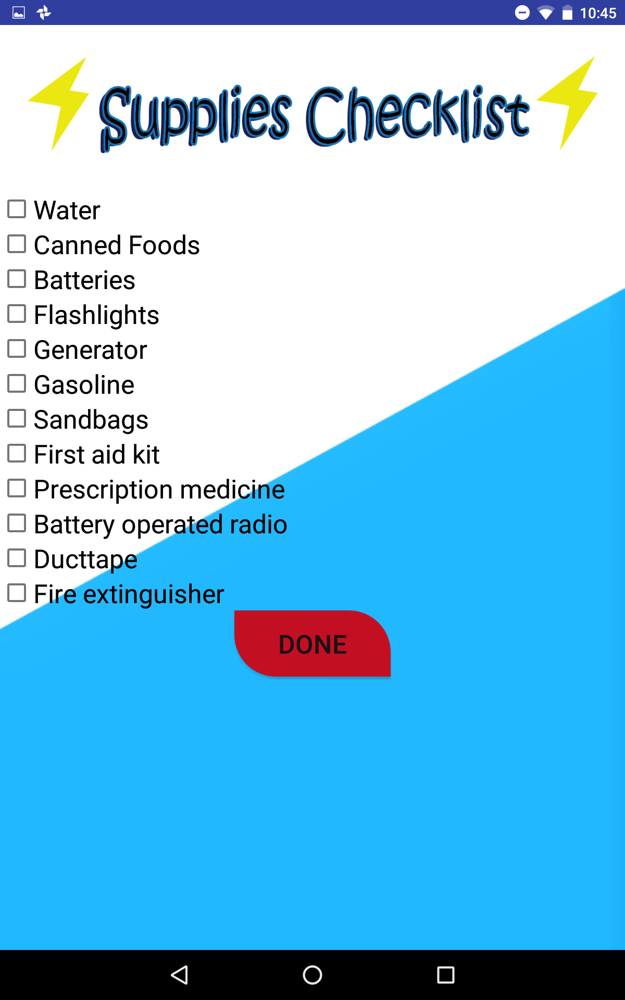 10:45
Supplies Checklist
Water
Canned Foods
Batteries
Flashlights
Generator
Gasoline
Sandbags
First aid kit
Prescription medicine
Battery operated radio
Ducttape
Fire extinguisher
DONE